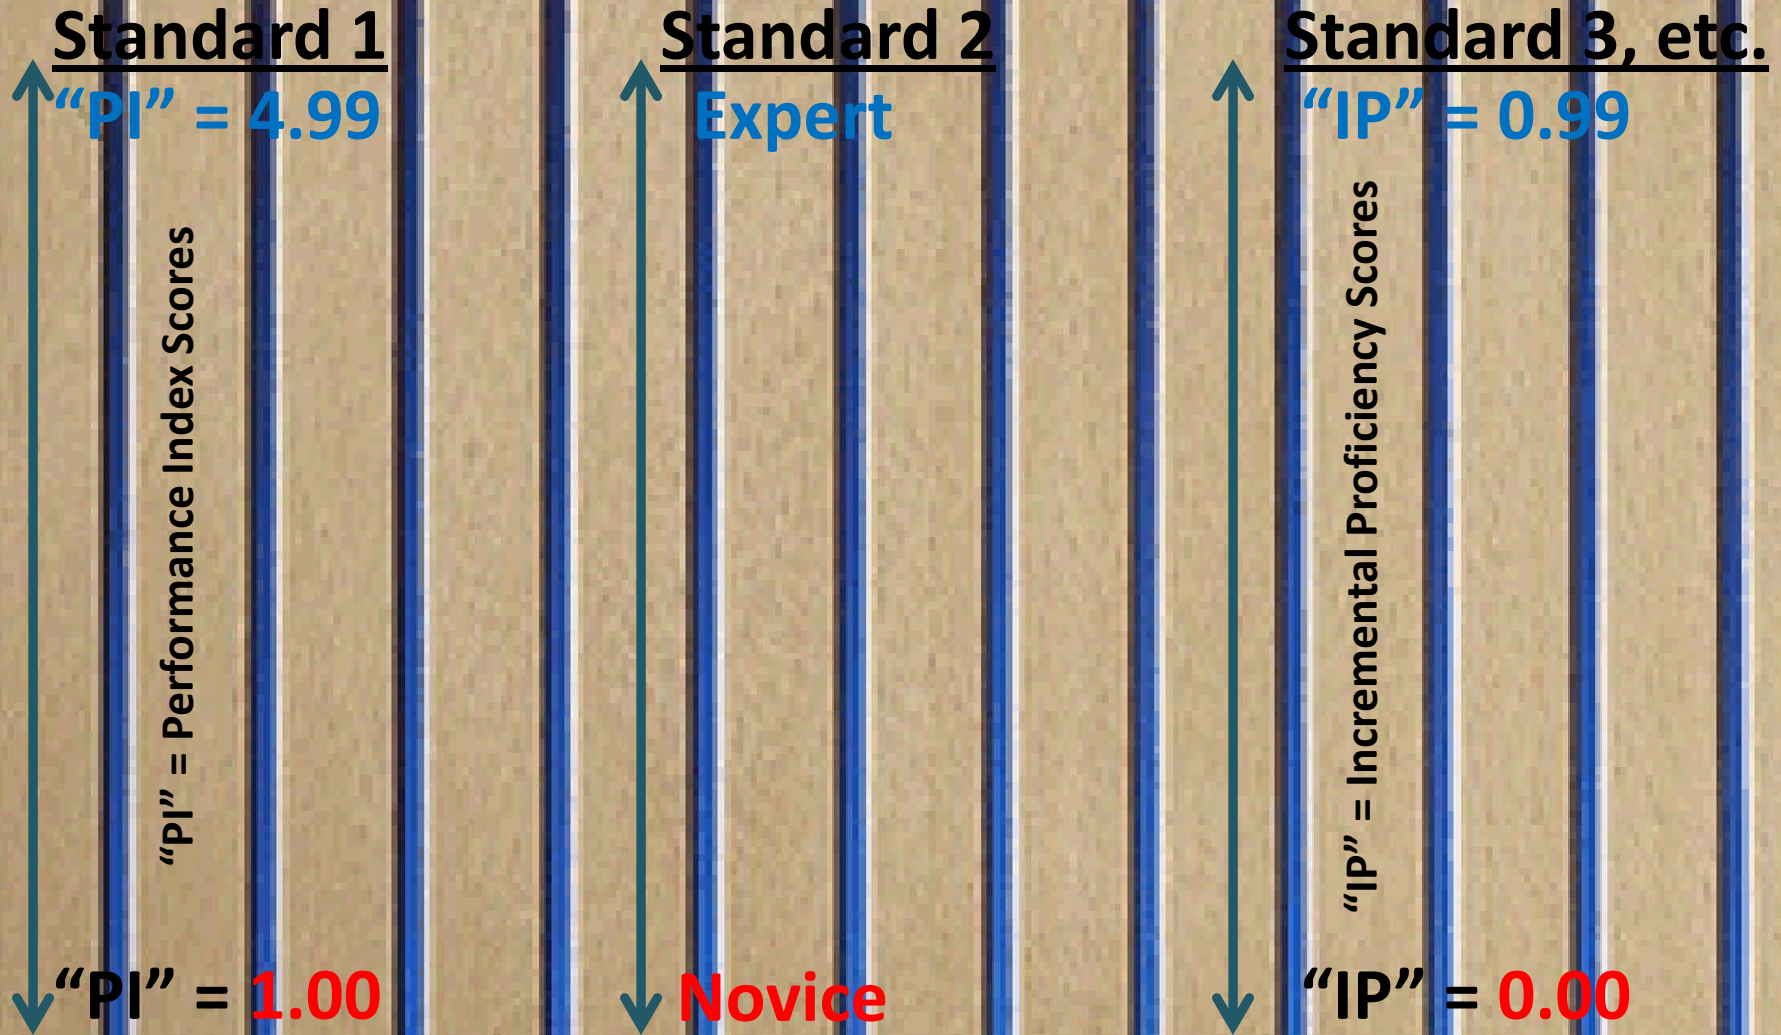 Standard 1
“PI” = 4.99
“PI” = Performance Index Scores
“PI” = 1.00
Standard 2
Expert
Novice
Standard 3, etc.
“IP” = 0.99
“IP” = Incremental Proficiency Scores
“IP” = 0.00